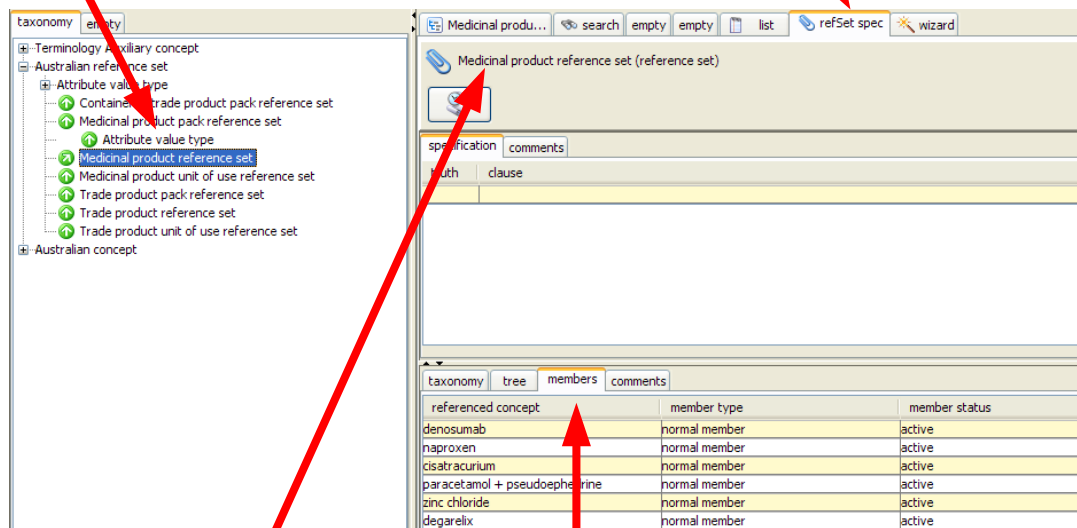 taxonomy empty
Terminology Auxiliary concept
Australian reference set
Attribute value type
Containered trade product pack reference set
Medicinal product pack reference set
Attribute value type
Medicinal product reference set
Medicinal product unit of use reference set
Trade product pack reference set
Trade product reference set
Trade product unit of use reference set
Australian concept
Medicinal produ... search empty empty list refSet spec wizard
Medicinal product reference set (reference set)
specification comments
truth clause
taxonomy tree members comments
referenced concept member type member status
denosumab normal member active
naproxen normal member active
cisatracurium normal member active
paracetamol + pseudoephedrine normal member active
zinc chloride normal member active
degarelix normal member active